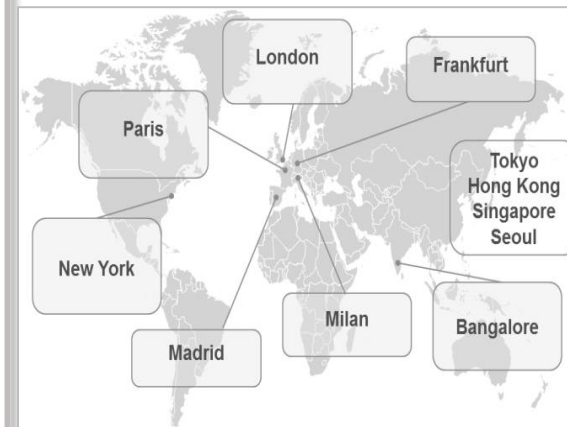 London
Frankfurt
Paris
Tokyo
Hong Kong
Singapore
Seoul
New York
Milan
Bangalore
Madrid